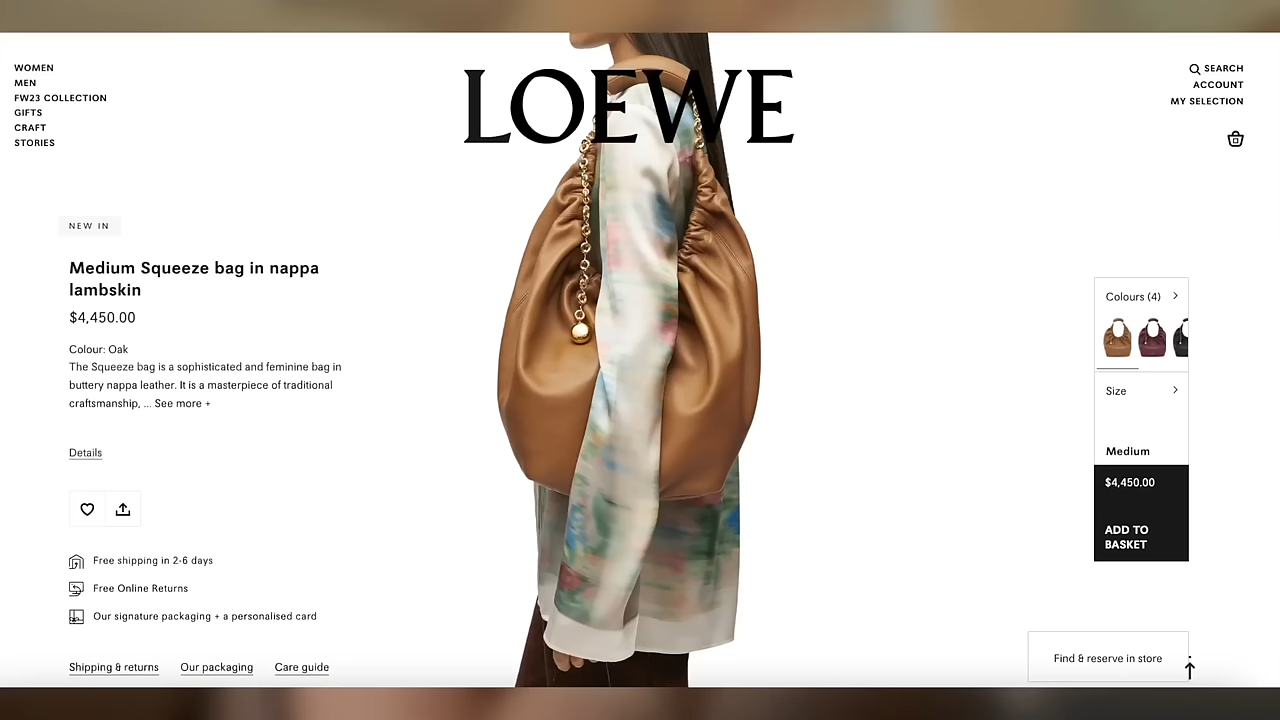 WOMEN
MEN
FW23 COLLECTION
GIFTS
CRAFT
STORIES
LOEWE
SEARCH
ACCOUNT
MY SELECTION
0
NEW IN
Medium Squeeze bag in nappa
lambskin
$4,450.00
Colour: Oak
The Squeeze bag is a sophisticated and feminine bag in
buttery nappa leather. It is a masterpiece of traditional
craftsmanship, ... See more +
Details
Free shipping in 2-6 days
Free Online Returns
Our signature packaging + a personalised card
Shipping & returns Our packaging Care guide
Colours (4)
Size
Medium
$4,450.00
ADD TO
BASKET
Find & reserve in store